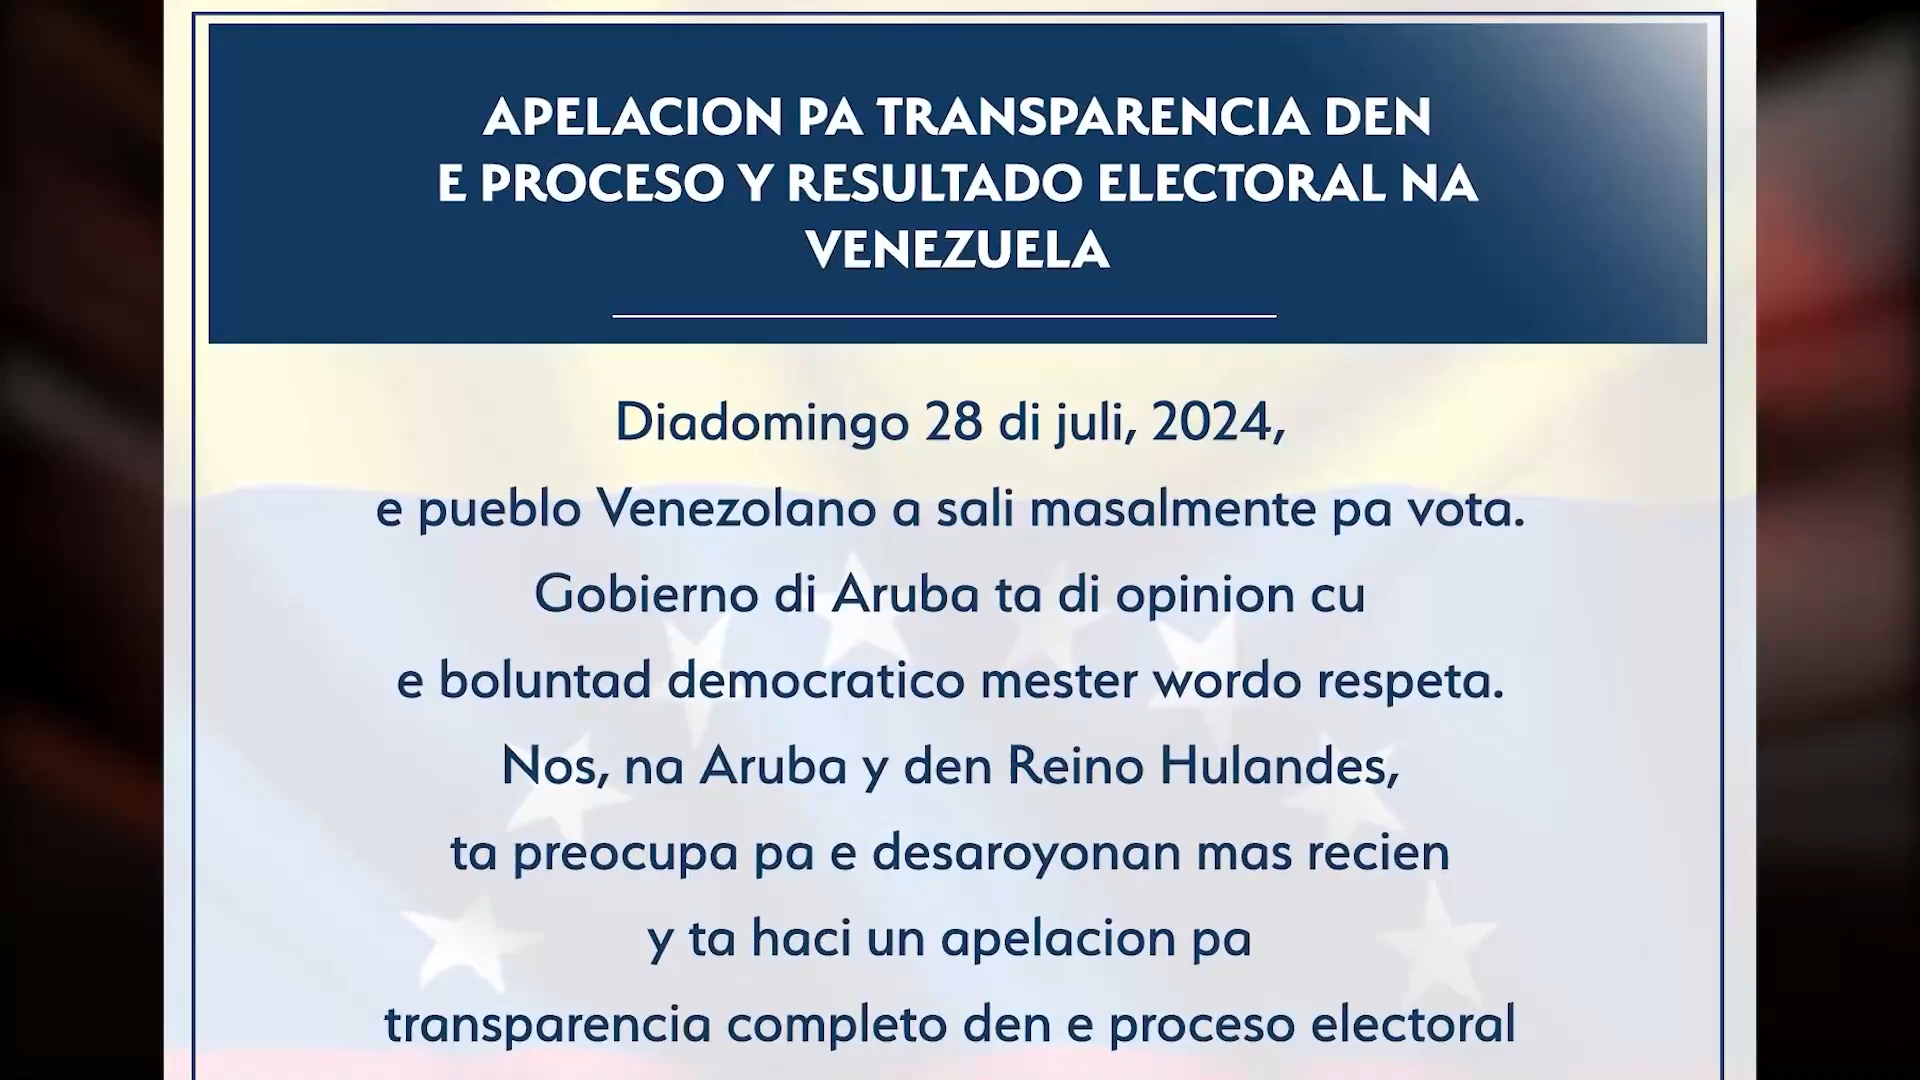 APELACION PA TRANSPARENCIA DEN
E PROCESO Y RESULTADO ELECTORAL NA
VENEZUELA
Diadomingo 28 di juli, 2024,
e pueblo Venezolano a sali masalmente pa vota.
Gobierno di Aruba ta di opinion cu
e boluntad democratico mester wordo respeta.
Nos, na Aruba y den Reino Hulandes,
ta preocupa pa e desaroyonan mas recien
y ta haci un apelacion pa
transparencia completo den e proceso electoral